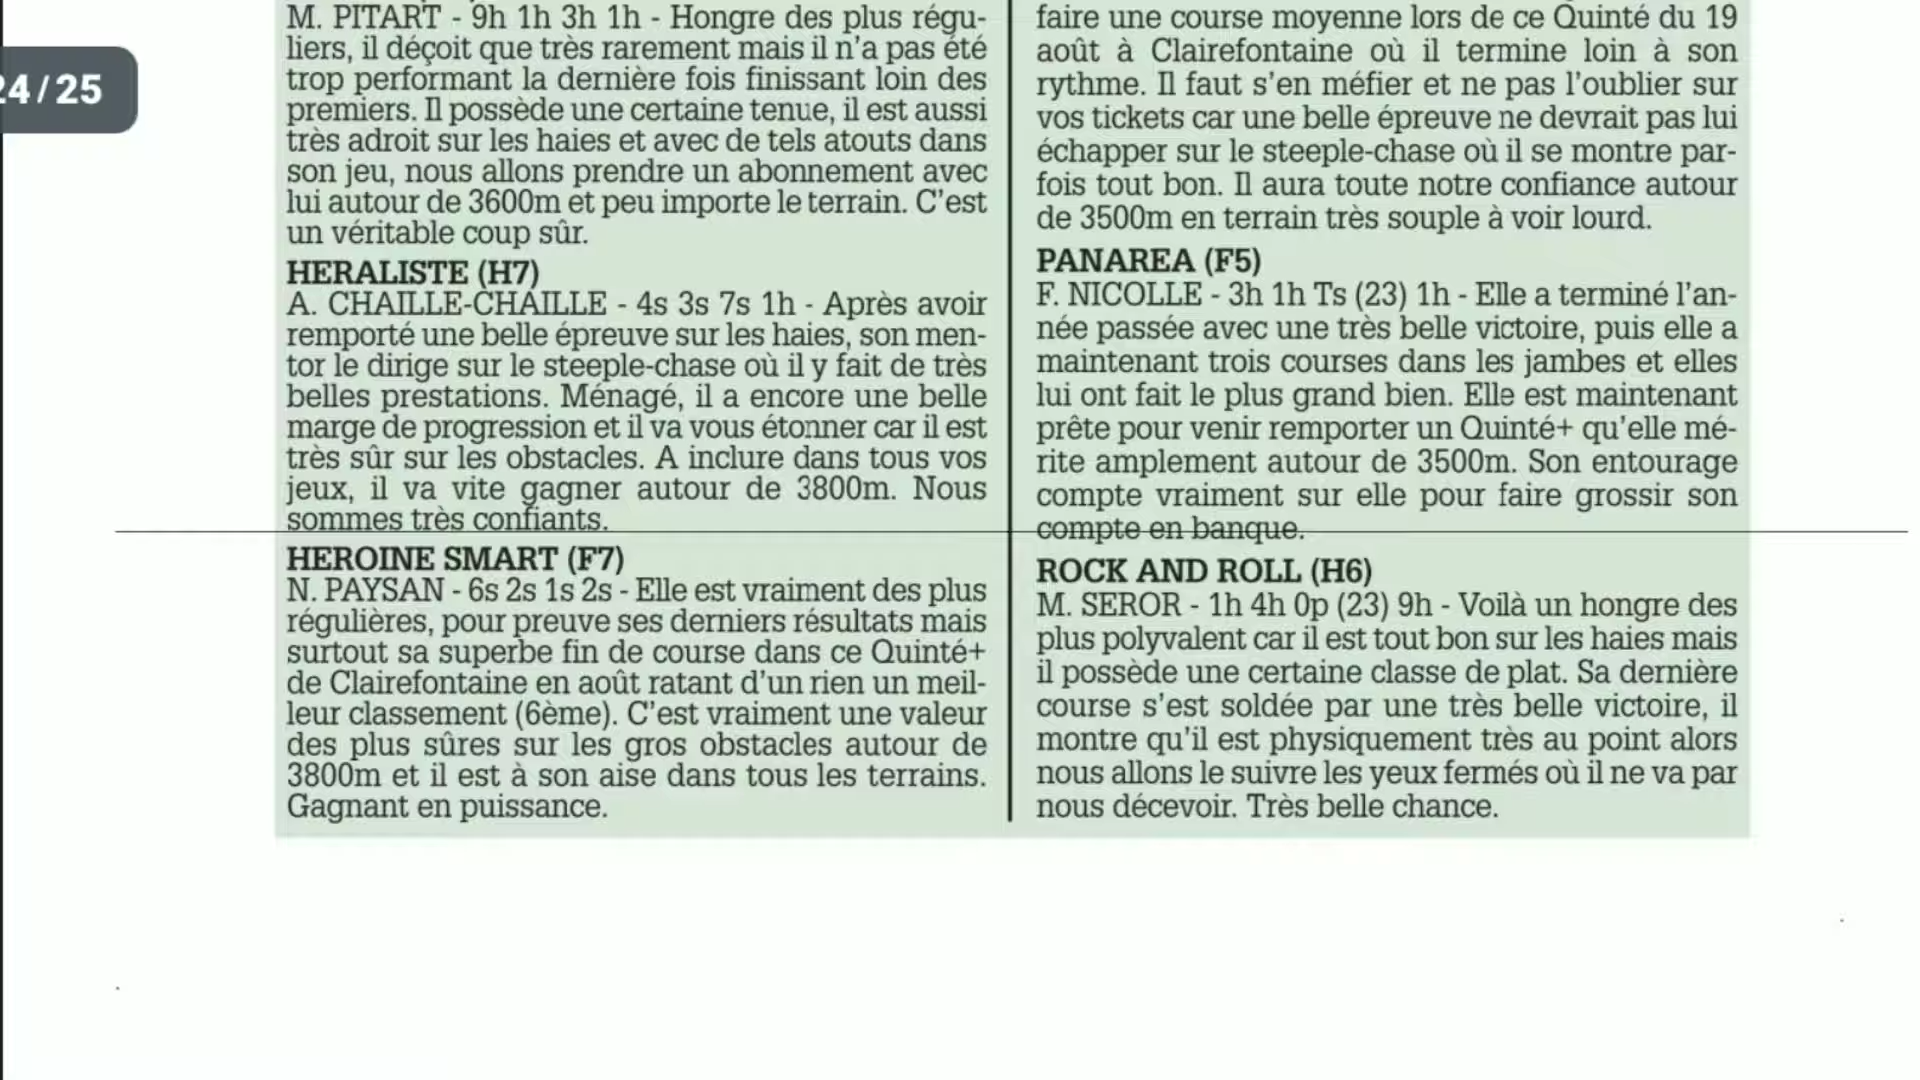 24/25
M. PITART - 9h 1h 3h 1h - Hongre des plus régu-
liers, il déçoit que très rarement mais il n'a pas été
trop performant la dernière fois finissant loin des
premiers. Il possède une certaine tenue, il est aussi
très adroit sur les haies et avec de tels atouts dans
son jeu, nous allons prendre un abonnement avec
lui autour de 3600m et peu importe le terrain. C'est
un véritable coup sûr.
HERALISTE (H7)
A. CHAILLE-CHAILLE - 4s 3s 7s 1h - Après avoir
remporté une belle épreuve sur les haies, son men-
tor le dirige sur le steeple-chase où il y fait de très
belles prestations. Ménagé, il a encore une belle
marge de progression et il va vous étonner car il est
très sûr sur les obstacles. A inclure dans tous vos
jeux, il va vite gagner autour de 3800m. Nous
sommes très confiants.
HEROINE SMART (F7)
N. PAYSAN - 6s 2s 1s 2s - Elle est vraiment des plus
régulières, pour preuve ses derniers résultats mais
surtout sa superbe fin de course dans ce Quinté+
de Clairefontaine en août ratant d'un rien un meil-
leur classement (6ème). C'est vraiment une valeur
des plus sûres sur les gros obstacles autour de
3800m et il est à son aise dans tous les terrains.
Gagnant en puissance.
faire une course moyenne lors de ce Quinté du 19
août à Clairefontaine où il termine loin à son
rythme. Il faut s'en méfier et ne pas l'oublier sur
vos tickets car une belle épreuve ne devrait pas lui
échapper sur le steeple-chase où il se montre par-
fois tout bon. Il aura toute notre confiance autour
de 3500m en terrain très souple à voir lourd.
PANAREA (F5)
F. NICOLLE - 3h 1h Ts (23) 1h - Elle a terminé l'an-
née passée avec une très belle victoire, puis elle a
maintenant trois courses dans les jambes et elles
lui ont fait le plus grand bien. Elle est maintenant
prête pour venir remporter un Quinté+ qu'elle mé-
rite amplement autour de 3500m. Son entourage
compte vraiment sur elle pour faire grossir son
compte en banque.
ROCK AND ROLL (H6)
M. SEROR - 1h 4h 0p (23) 9h - Voilà un hongre des
plus polyvalent car il est tout bon sur les haies mais
il possède une certaine classe de plat. Sa dernière
course s'est soldée par une très belle victoire, il
montre qu'il est physiquement très au point alors
nous allons le suivre les yeux fermés où il ne va par
nous décevoir. Très belle chance.